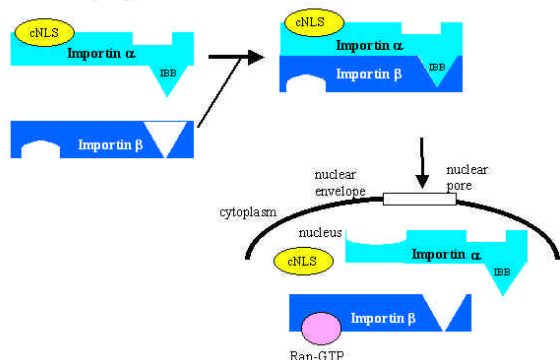 cNLS
Importin α
IBB
Importin β
cNLS
Importin α
IBB
Importin β
nuclear
envelope
nuclear
pore
cytoplasm
nucleus
cNLS
Importin α
IBB
Importin β
Ran-GTP